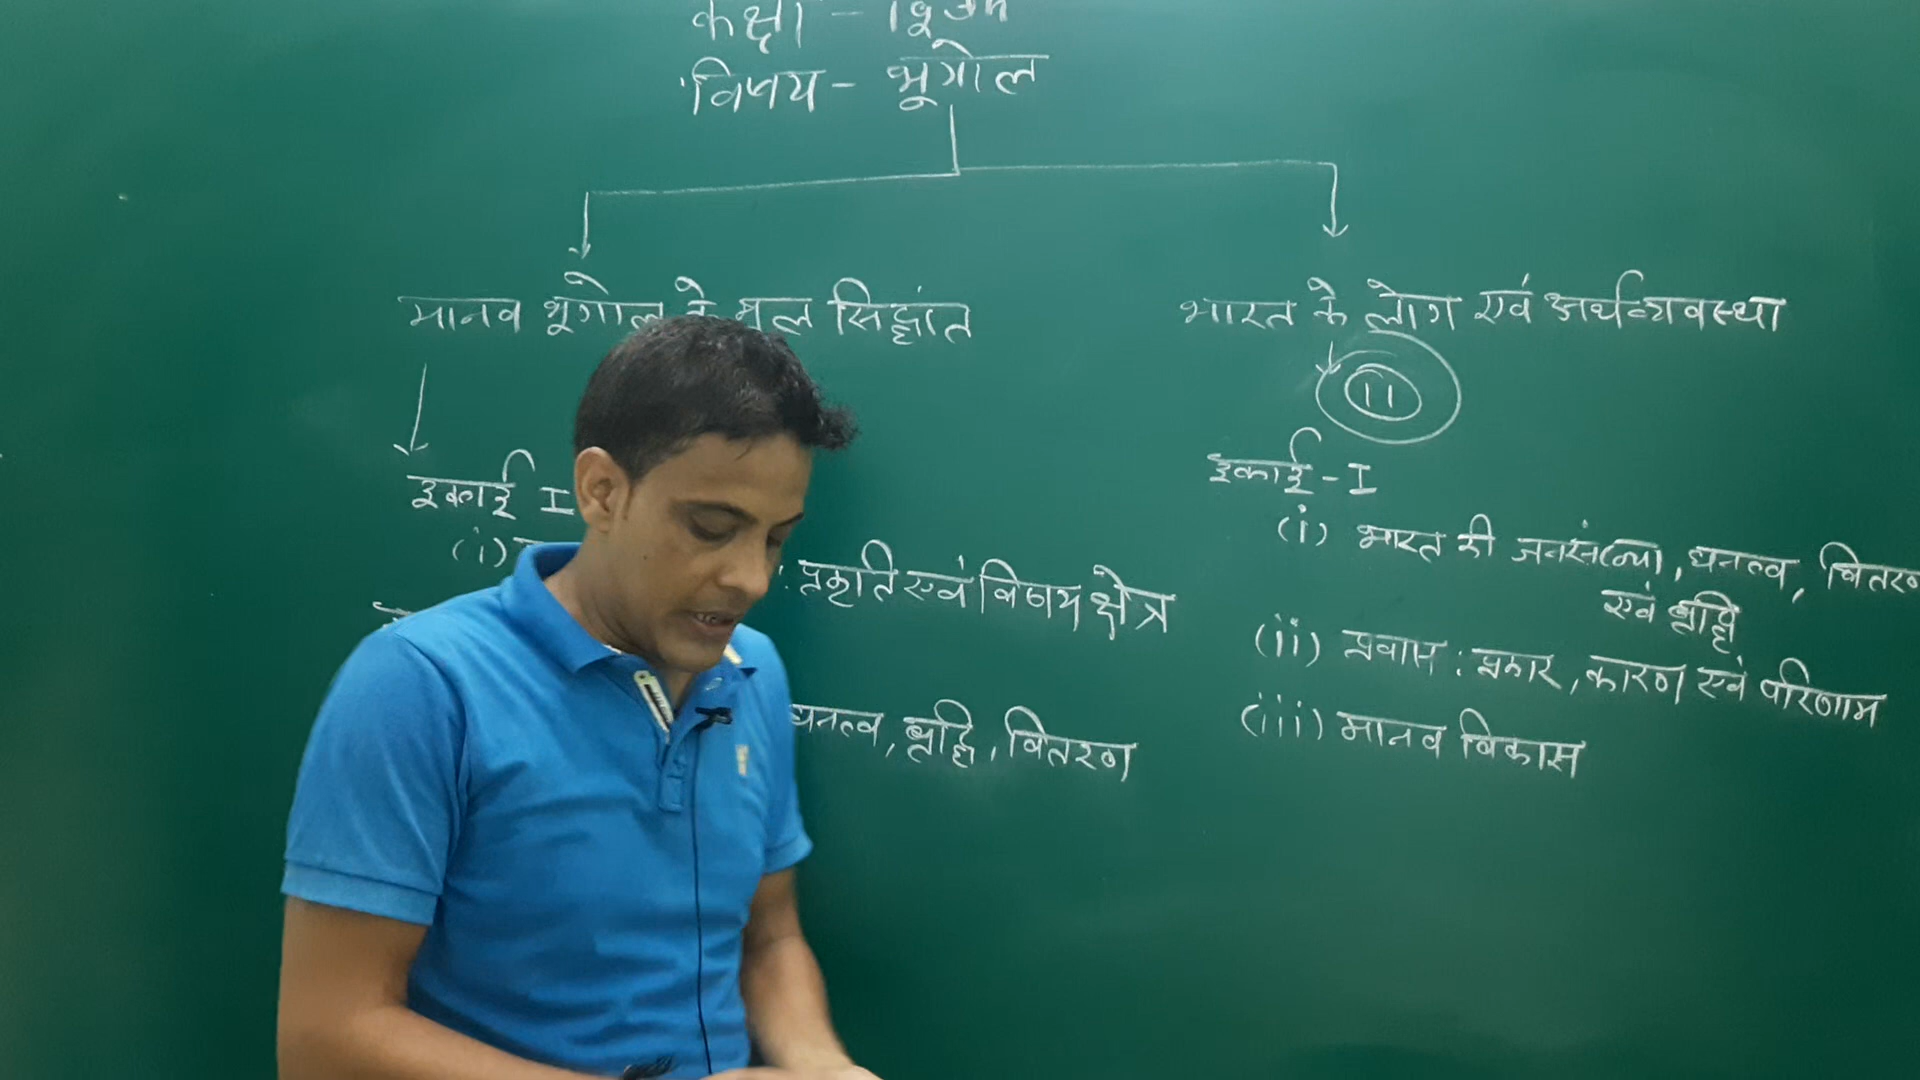 कक्षा -
विषय - भूगोल
मानव भूगोल के मूल सिद्धांत
भारत के लोग एवं अर्थव्यवस्था
11
इकाई I
(i)
: प्रकृति एवं विषय क्षेत्र
घनत्व, वृद्धि, वितरण
इकाई - I
(i) भारत की जनसंख्या, घनत्व, वितरण
एवं वृद्धि
(ii) प्रवास : प्रकार, कारण एवं परिणाम
(iii) मानव विकास